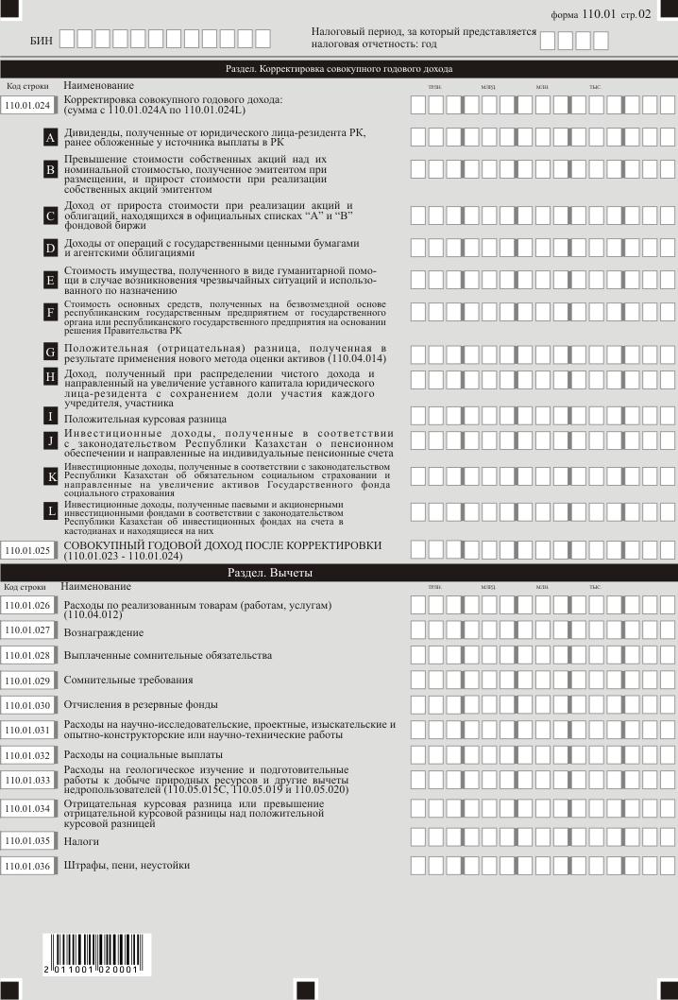 форма 110.01 стр. 02
БИН
Налоговый период, за который представляется
налоговая отчетность: год
Раздел. Корректировка совокупного годового дохода
Код строки Наименование ТРЛН. МЛРД. МЛН. ТЫС.
110.01.024 Корректировка совокупного годового дохода:
(сумма с 110.01.024A по 110.01.024L)
A Дивиденды, полученные от юридического лица-резидента РК,
ранее обложенные у источника выплаты в РК
B Превышение стоимости собственных акций над их
номинальной стоимостью, полученное эмитентом при
размещении, и прирост стоимости при реализации
собственных акций эмитентом
C Доход от прироста стоимости при реализации акций и
облигаций, находящихся в официальных списках “А” и “В”
фондовой биржи
D Доходы от операций с государственными ценными бумагами
и агентскими облигациями
E Стоимость имущества, полученного в виде гуманитарной помо-
щи в случае возникновения чрезвычайных ситуаций и использо-
ванного по назначению
F Стоимость основных средств, полученных на безвозмездной основе
республиканским государственным предприятием от государственного
органа или республиканского государственного предприятия на основании
решения Правительства РК
G Положительная (отрицательная) разница, полученная в
результате применения нового метода оценки активов (110.04.014)
H Доход, полученный при распределении чистого дохода и
направленный на увеличение уставного капитала юридического
лица-резидента с сохранением доли участия каждого
учредителя, участника
I Положительная курсовая разница
J Инвестиционные доходы, полученные в соответствии
с законодательством Республики Казахстан о пенсионном
обеспечении и направленные на индивидуальные пенсионные счета
K Инвестиционные доходы, полученные в соответствии с законодательством
Республики Казахстан об обязательном социальном страховании и
направленные на увеличение активов Государственного фонда
социального страхования
L Инвестиционные доходы, полученные паевыми и акционерными
инвестиционными фондами в соответствии с законодательством
Республики Казахстан об инвестиционных фондах на счета в
кастодианах и находящиеся на них
110.01.025 СОВОКУПНЫЙ ГОДОВОЙ ДОХОД ПОСЛЕ КОРРЕКТИРОВКИ
(110.01.023 - 110.01.024)
Раздел. Вычеты
Код строки Наименование ТРЛН. МЛРД. МЛН. ТЫС.
110.01.026 Расходы по реализованным товарам (работам, услугам)
(110.04.012)
110.01.027 Вознаграждение
110.01.028 Выплаченные сомнительные обязательства
110.01.029 Сомнительные требования
110.01.030 Отчисления в резервные фонды
110.01.031 Расходы на научно-исследовательские, проектные, изыскательские и
опытно-конструкторские или научно-технические работы
110.01.032 Расходы на социальные выплаты
110.01.033 Расходы на геологическое изучение и подготовительные
работы к добыче природных ресурсов и другие вычеты
недропользователей (110.05.015С, 110.05.019 и 110.05.020)
110.01.034 Отрицательная курсовая разница или превышение
отрицательной курсовой разницы над положительной
курсовой разницей
110.01.035 Налоги
110.01.036 Штрафы, пени, неустойки
2 011001 020001